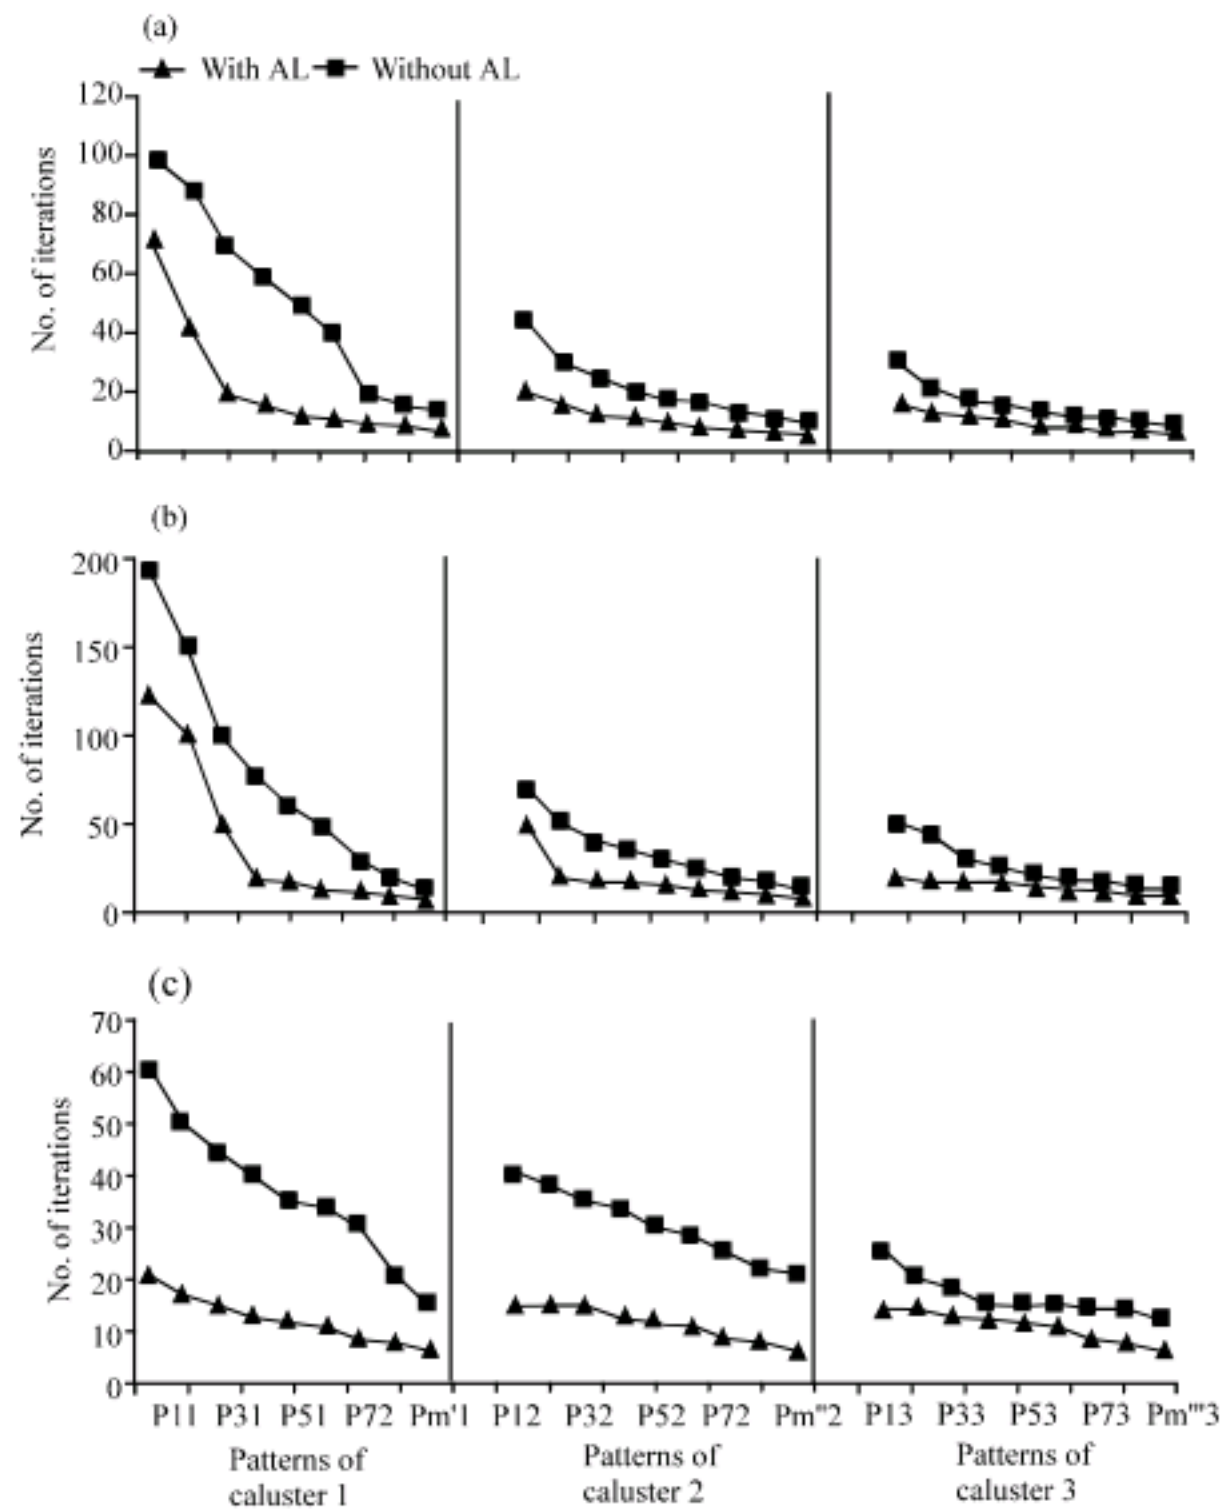 (a)
With AL Without AL
120
100
80
60
40
20
0
No. of iterations
(b)
200
150
100
50
0
No. of iterations
(c)
70
60
50
40
30
20
10
0
No. of iterations
P11 P31 P51 P72 Pm'1 P12 P32 P52 P72 Pm"2 P13 P33 P53 P73 Pm'"3
Patterns of
caluster 1
Patterns of
caluster 2
Patterns of
caluster 3